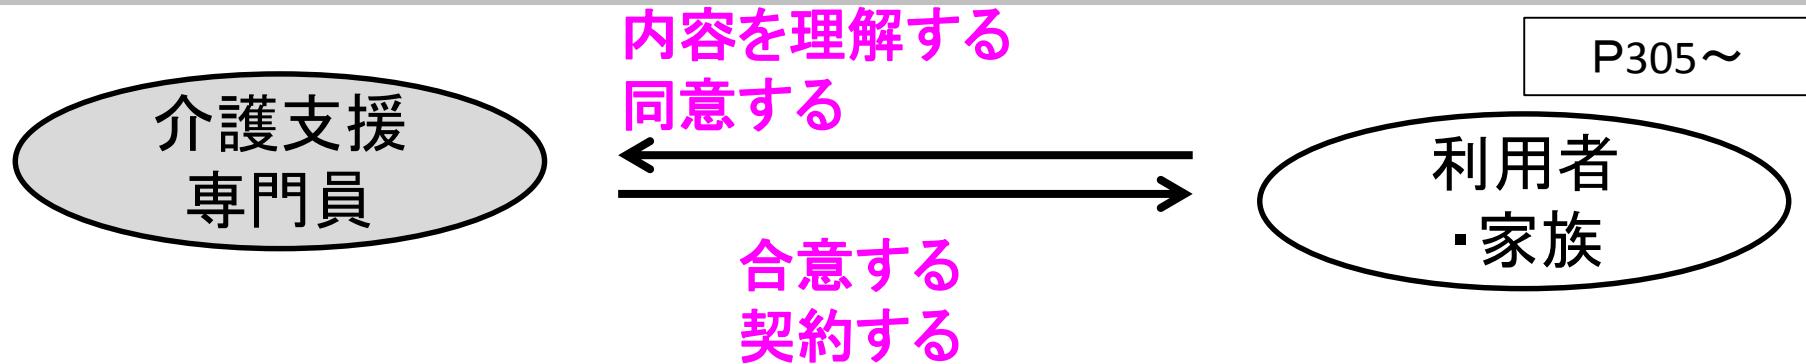 内容を理解する
同意する
P305～
介護支援
専門員
利用者
・家族
合意する
契約する